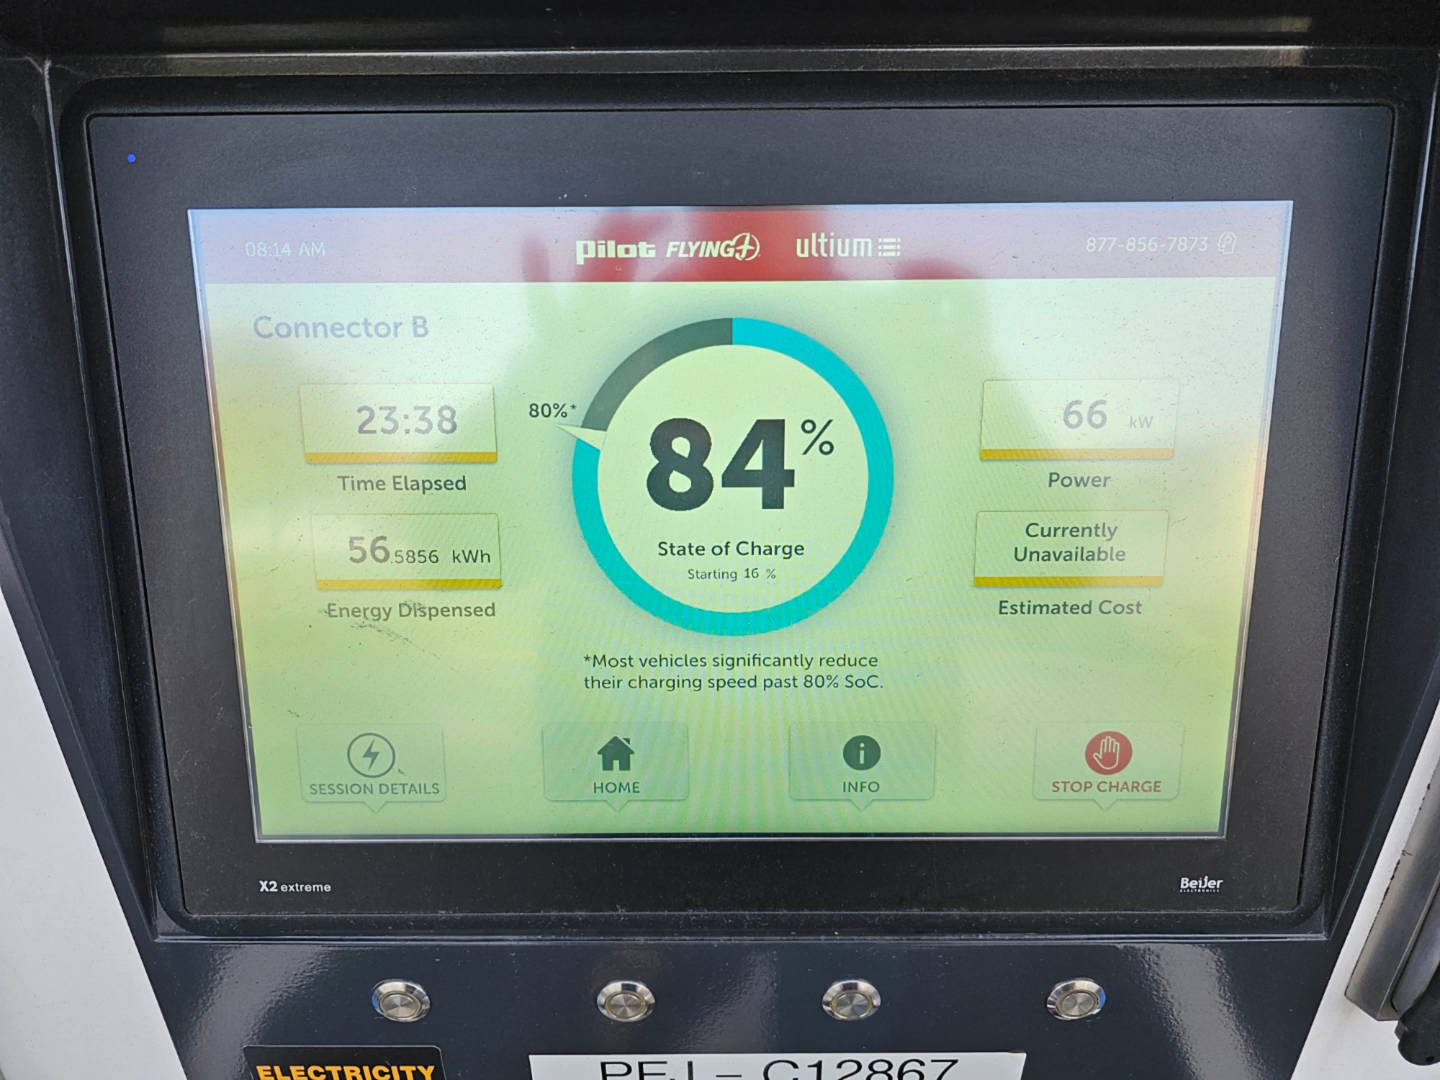 08:14 AM
Pilot FLYING J ultium
877-856-7873
Connector B
23:38
Time Elapsed
56.5856 kWh
Energy Dispensed
80%*
84%
State of Charge
Starting 16 %
66 kW
Power
Currently
Unavailable
Estimated Cost
*Most vehicles significantly reduce
their charging speed past 80% SoC.
SESSION DETAILS
HOME
INFO
STOP CHARGE
X2 extreme
Beijer
ELECTRONICS
ELECTRICITY
PFJ - C12867